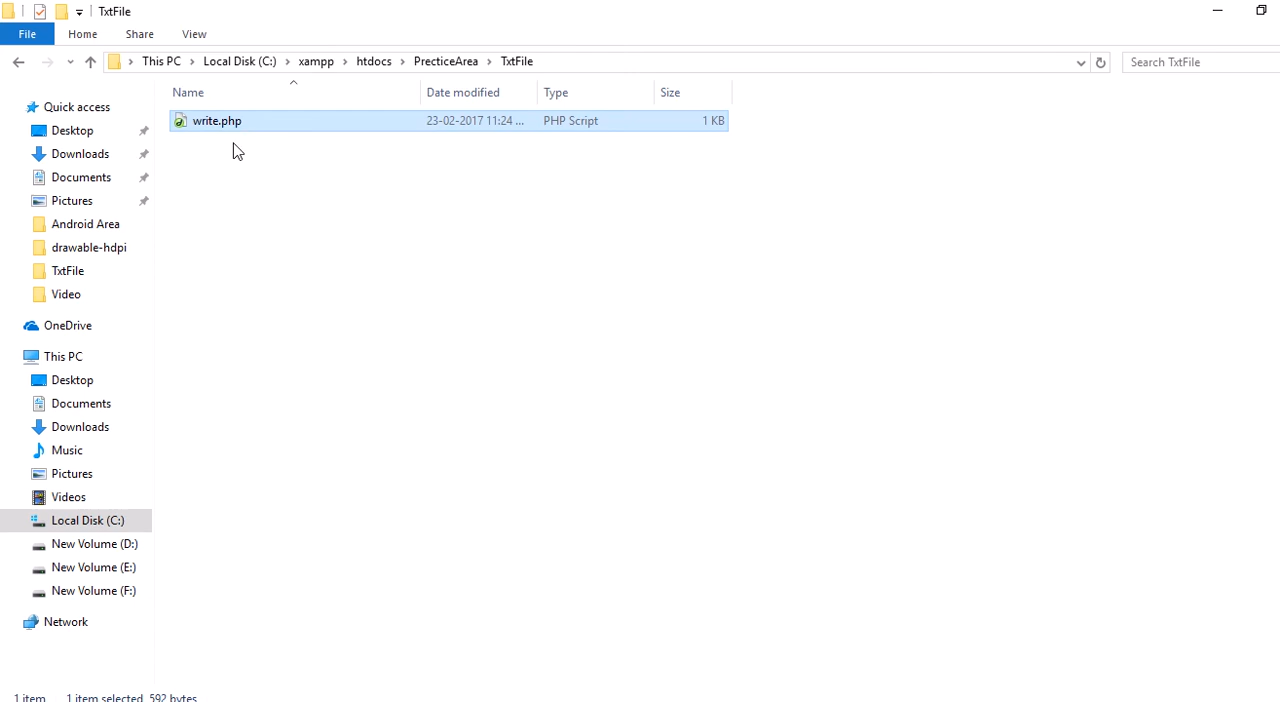 TxtFile
File Home Share View
This PC Local Disk (C:) xampp htdocs PrecticeArea TxtFile Search TxtFile
Name Date modified Type Size
write.php 23-02-2017 11:24 ... PHP Script 1 KB
Quick access
Desktop
Downloads
Documents
Pictures
Android Area
drawable-hdpi
TxtFile
Video
OneDrive
This PC
Desktop
Documents
Downloads
Music
Pictures
Videos
Local Disk (C:)
New Volume (D:)
New Volume (E:)
New Volume (F:)
Network
1 item 1 item selected 592 bytes